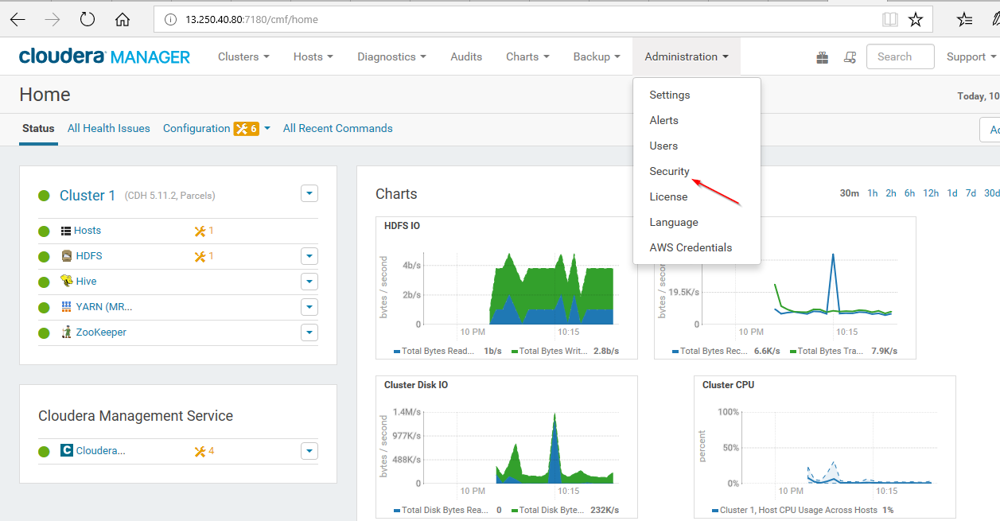 13.250.40.80:7180/cmf/home
cloudera MANAGER Clusters Hosts Diagnostics Audits Charts Backup Administration Search Support
Home
Today, 10
Status All Health Issues Configuration 6 All Recent Commands
Settings
Alerts
Users
Security
License
Language
AWS Credentials
Cluster 1 (CDH 5.11.2, Parcels)
Hosts 1
HDFS 1
Hive
YARN (MR...
ZooKeeper
Cloudera Management Service
C Cloudera... 4
Charts
30m 1h 2h 6h 12h 1d 7d 30d
HDFS IO
bytes / second
4b/s
2b/s
0
10 PM 10:15
Total Bytes Read... 1b/s Total Bytes Writ... 2.8b/s
bytes / second
19.5K/s
0
10 PM 10:15
Total Bytes Rec... 6.6K/s Total Bytes Tra... 7.9K/s
Cluster Disk IO
bytes / second
1.4M/s
977K/s
488K/s
0
10 PM 10:15
Total Disk Bytes Rea... 0 Total Disk Byte... 232K/s
Cluster CPU
percent
100%
50%
0%
10 PM 10:15
Cluster 1, Host CPU Usage Across Hosts 1%